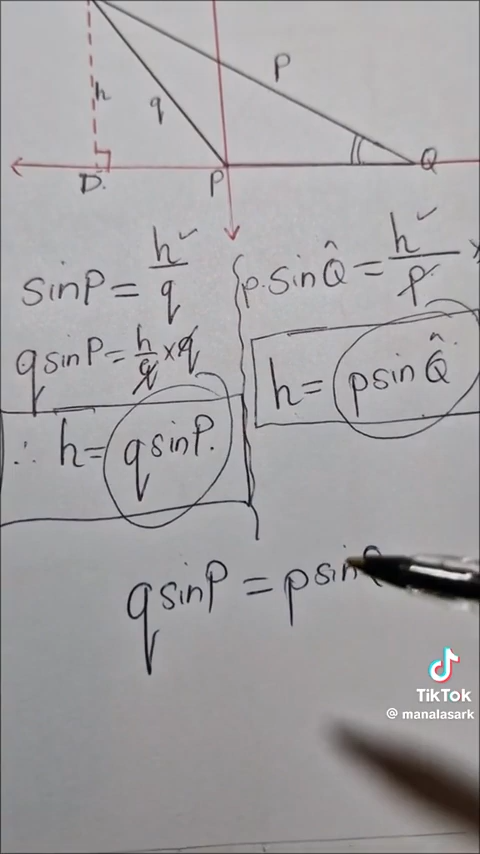 P
h
q
D. P Q
sinP = h/q
p.sinQ̂ = h/p ×
qsinP = h/q × q
h = psinQ̂
∴ h = qsinP.
qsinP = psin
TikTok
@ manalasark